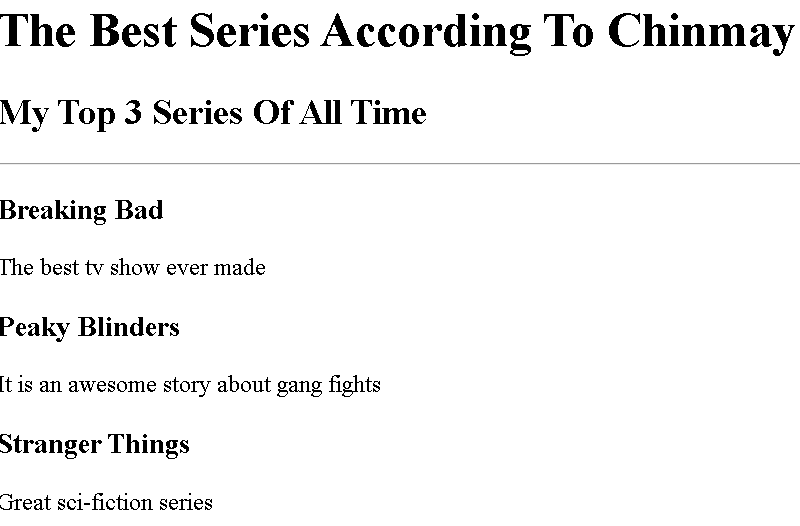 The Best Series According To Chinmay
My Top 3 Series Of All Time
Breaking Bad
The best tv show ever made
Peaky Blinders
It is an awesome story about gang fights
Stranger Things
Great sci-fiction series